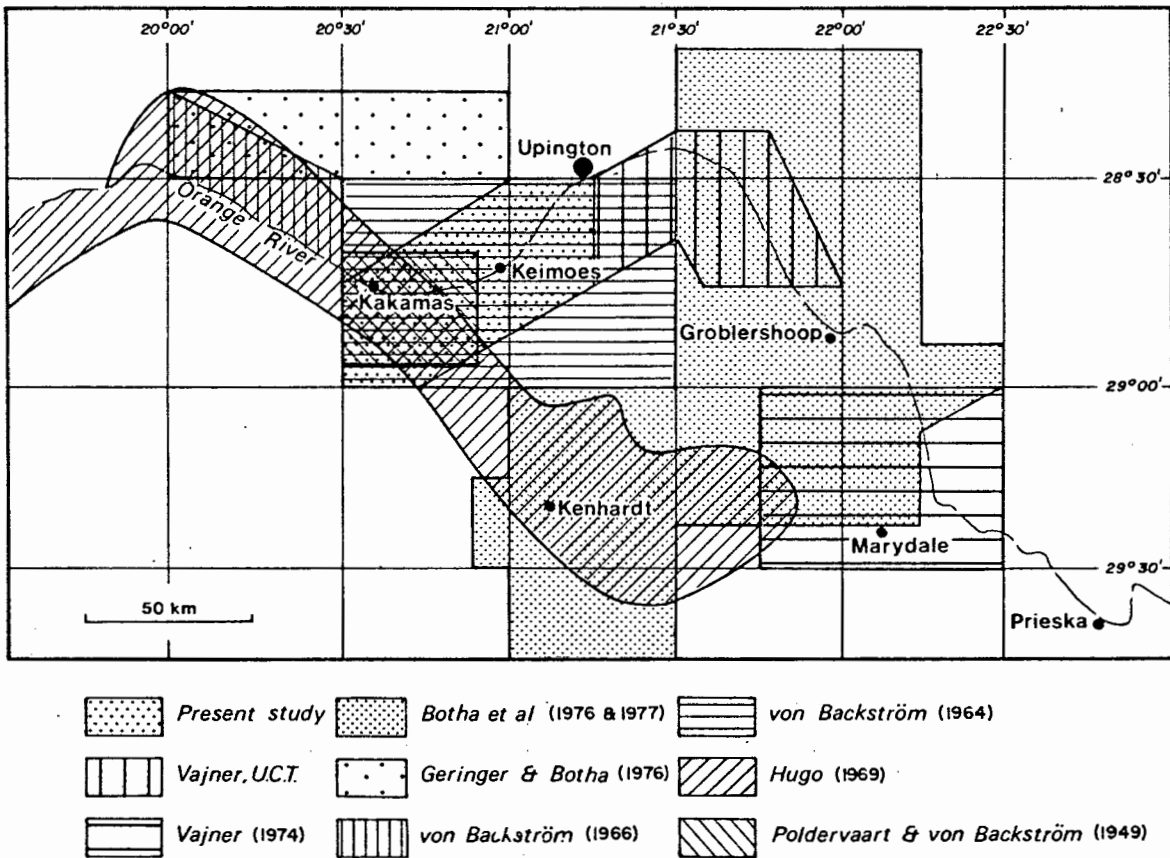 20°00' 20°30' 21°00' 21°30' 22°00' 22°30'
Upington
28°30'
Orange River
Keimoes
Kakamas
Groblershoop
29°00'
Kenhardt
Marydale
29°30'
50 km
Prieska
Present study
Botha et al (1976 & 1977)
von Backström (1964)
Vajner, U.C.T.
Geringer & Botha (1976)
Hugo (1969)
Vajner (1974)
von Backström (1966)
Poldervaart & von Backström (1949)